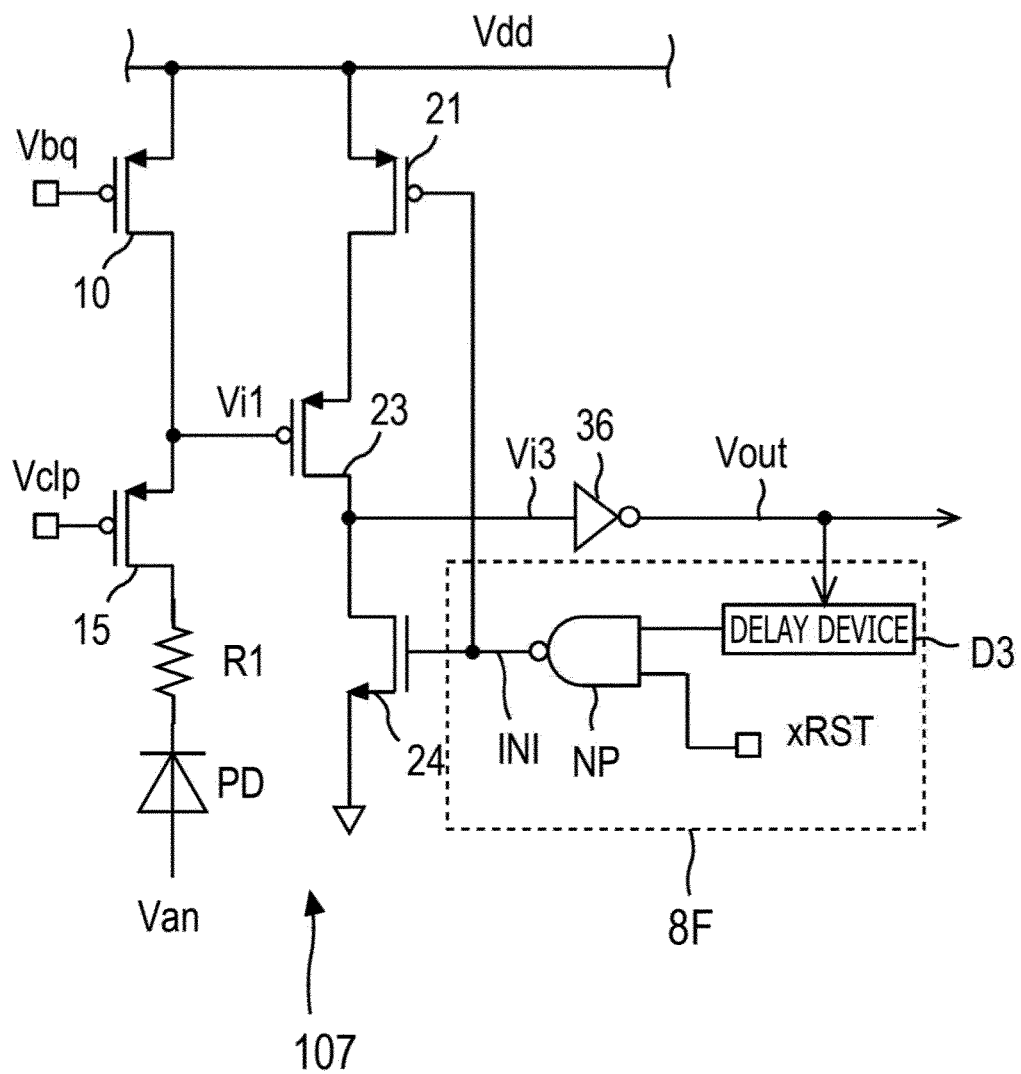 Vdd
21
Vbq
10
Vi1
23
36
Vclp
Vi3
Vout
15
R1
DELAY DEVICE
D3
24
INI
NP
xRST
PD
Van
8F
107